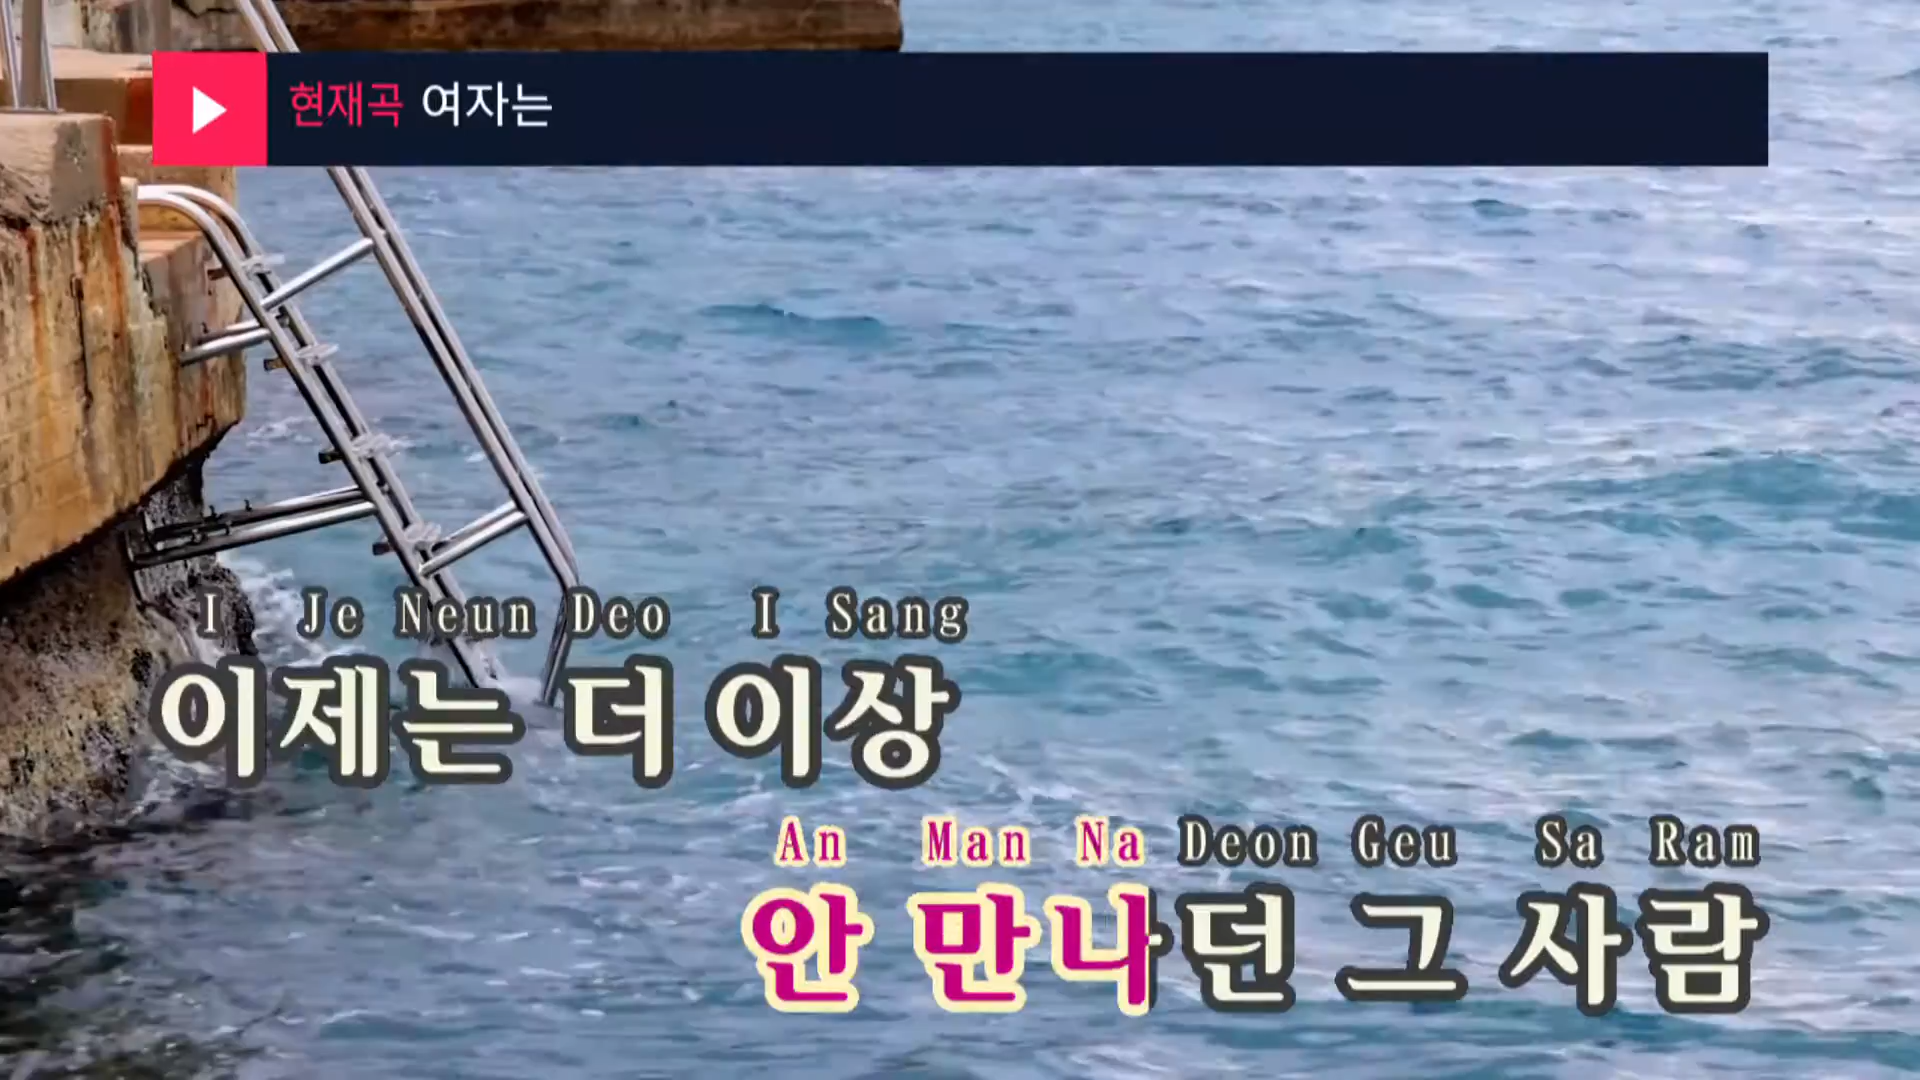 현재곡 여자는
I Je Neun Deo I Sang
이제는 더 이상
An Man Na Deon Geu Sa Ram
안 만나던 그 사람